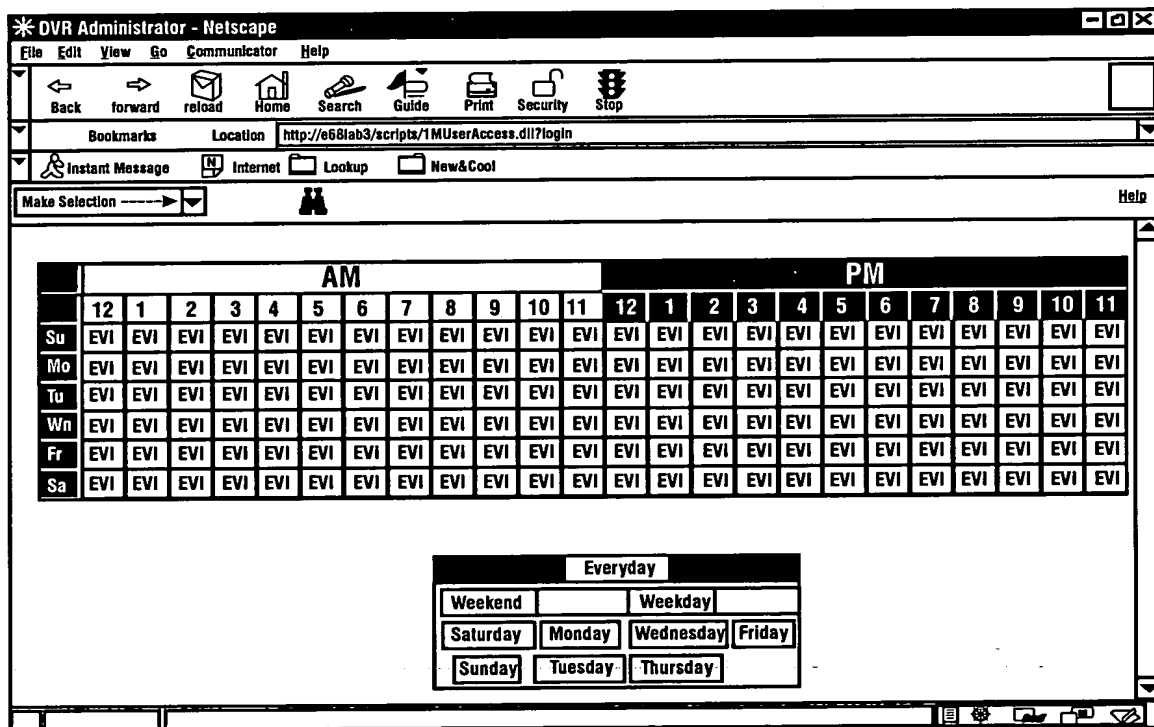 DVR Administrator - Netscape
File Edit View Go Communicator Help
Back forward reload Home Search Guide Print Security Stop
Bookmarks Location http://e68lab3/scripts/1MUserAccess.dll?login
Instant Message N Internet Lookup New&Cool
Make Selection -----> Help
AM PM
12 1 2 3 4 5 6 7 8 9 10 11 12 1 2 3 4 5 6 7 8 9 10 11
Su EVI EVI EVI EVI EVI EVI EVI EVI EVI EVI EVI EVI EVI EVI EVI EVI EVI EVI EVI EVI EVI EVI EVI EVI
Mo EVI EVI EVI EVI EVI EVI EVI EVI EVI EVI EVI EVI EVI EVI EVI EVI EVI EVI EVI EVI EVI EVI EVI EVI
Tu EVI EVI EVI EVI EVI EVI EVI EVI EVI EVI EVI EVI EVI EVI EVI EVI EVI EVI EVI EVI EVI EVI EVI EVI
Wn EVI EVI EVI EVI EVI EVI EVI EVI EVI EVI EVI EVI EVI EVI EVI EVI EVI EVI EVI EVI EVI EVI EVI EVI
Fr EVI EVI EVI EVI EVI EVI EVI EVI EVI EVI EVI EVI EVI EVI EVI EVI EVI EVI EVI EVI EVI EVI EVI EVI
Sa EVI EVI EVI EVI EVI EVI EVI EVI EVI EVI EVI EVI EVI EVI EVI EVI EVI EVI EVI EVI EVI EVI EVI EVI
Everyday
Weekend Weekday
Saturday Monday Wednesday Friday
Sunday Tuesday Thursday